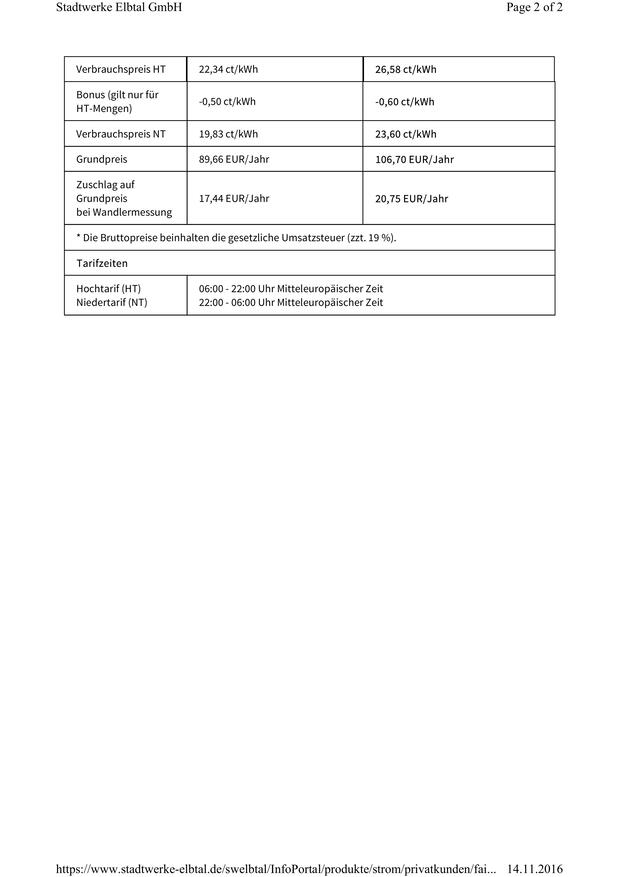 Stadtwerke Elbtal GmbH Page 2 of 2
Verbrauchspreis HT 22,34 ct/kWh 26,58 ct/kWh
Bonus (gilt nur für
HT-Mengen) -0,50 ct/kWh -0,60 ct/kWh
Verbrauchspreis NT 19,83 ct/kWh 23,60 ct/kWh
Grundpreis 89,66 EUR/Jahr 106,70 EUR/Jahr
Zuschlag auf
Grundpreis 17,44 EUR/Jahr 20,75 EUR/Jahr
bei Wandlermessung
* Die Bruttopreise beinhalten die gesetzliche Umsatzsteuer (zzt. 19 %).
Tarifzeiten
Hochtarif (HT) 06:00 - 22:00 Uhr Mitteleuropäischer Zeit
Niedertarif (NT) 22:00 - 06:00 Uhr Mitteleuropäischer Zeit
https://www.stadtwerke-elbtal.de/swelbtal/InfoPortal/produkte/strom/privatkunden/fai... 14.11.2016